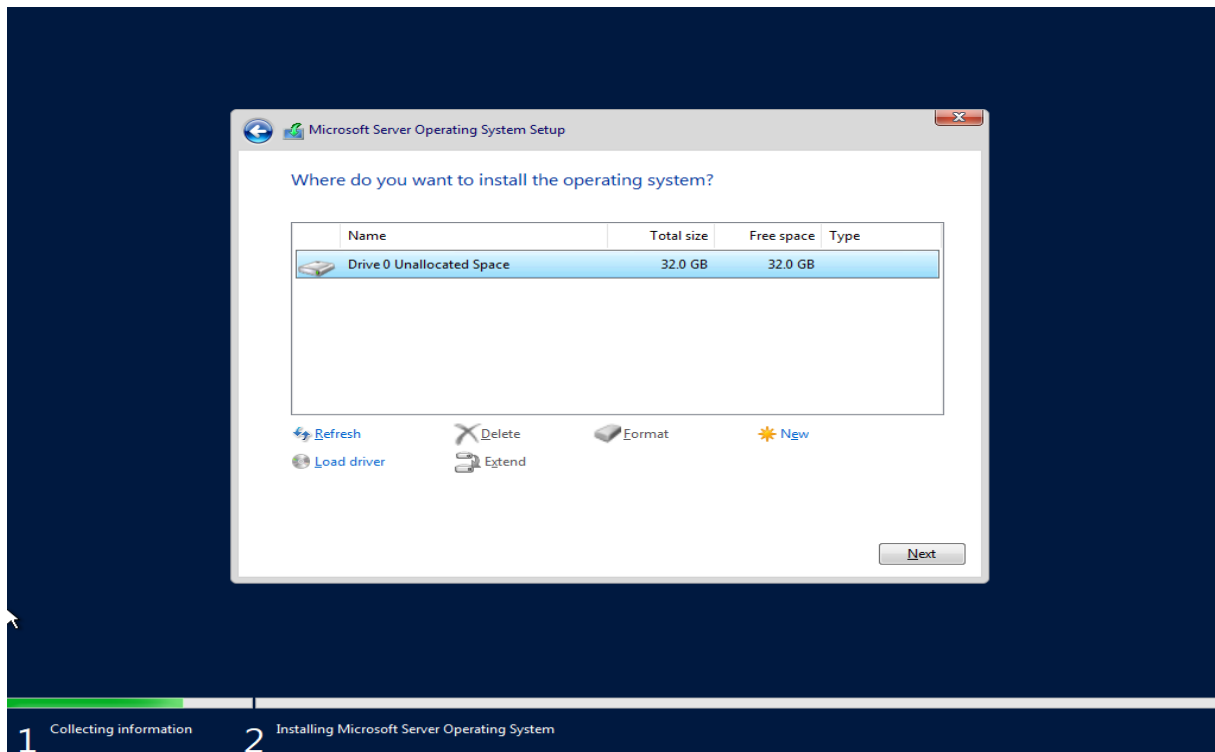 Microsoft Server Operating System Setup
Where do you want to install the operating system?
Name Total size Free space Type
Drive 0 Unallocated Space 32.0 GB 32.0 GB
Refresh Delete Format New
Load driver Extend
Next
1 Collecting information 2 Installing Microsoft Server Operating System